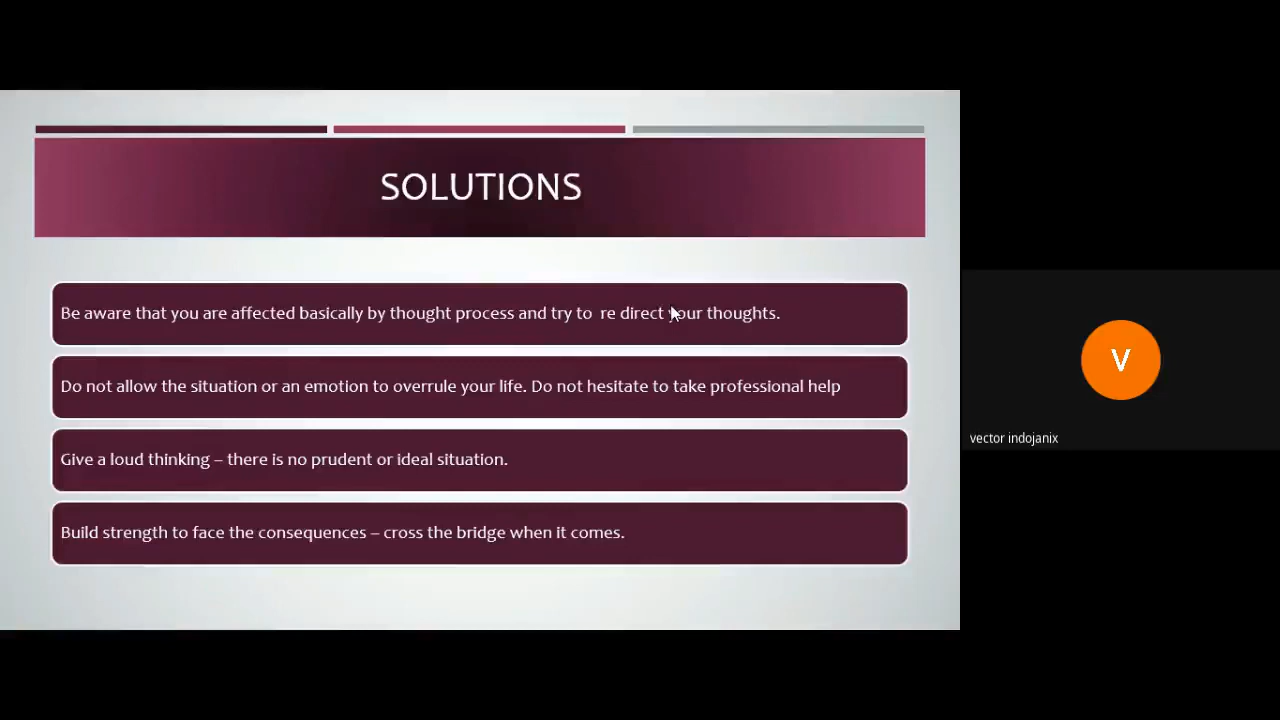 SOLUTIONS
Be aware that you are affected basically by thought process and try to  re direct your thoughts.
Do not allow the situation or an emotion to overrule your life. Do not hesitate to take professional help
Give a loud thinking – there is no prudent or ideal situation.
Build strength to face the consequences – cross the bridge when it comes.
V
vector indojanix